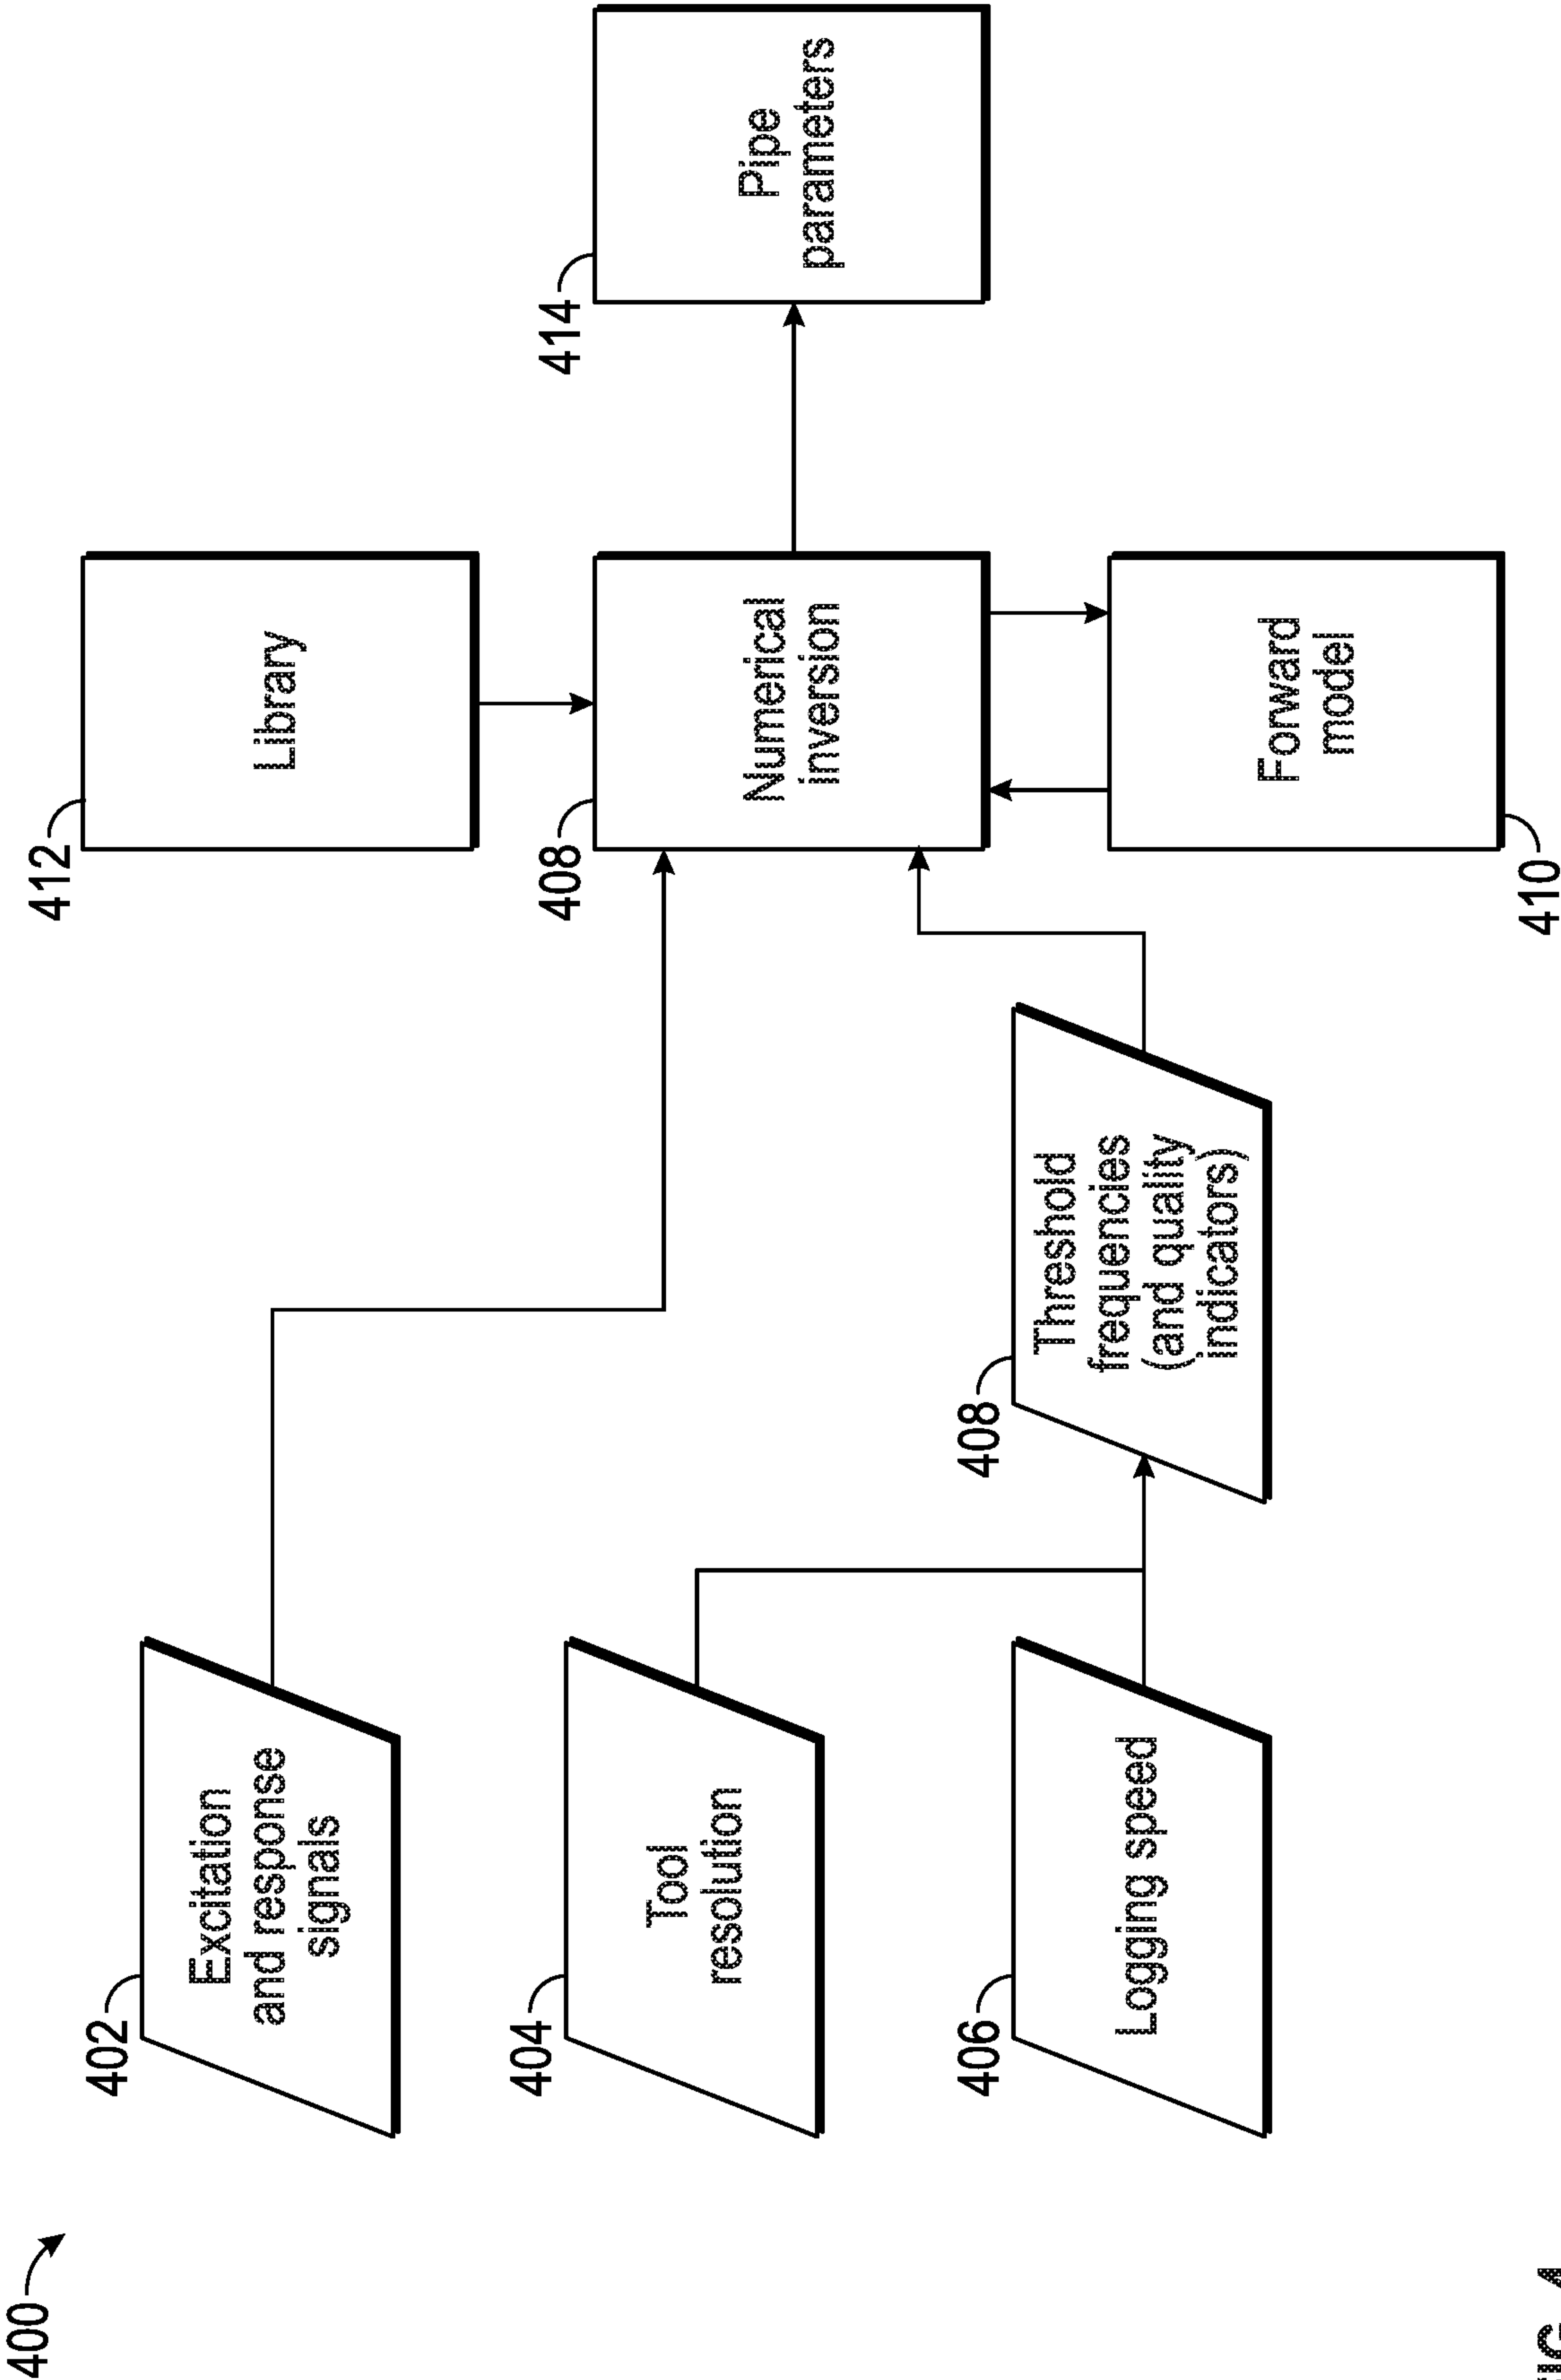 400
402
Excitation
and response
signals
404
Tool
resolution
406
Logging speed
408
Threshold
frequencies
(and quality
indicators)
412
Library
408
Numerical
inversion
410
Forward
model
414
Pipe
parameters